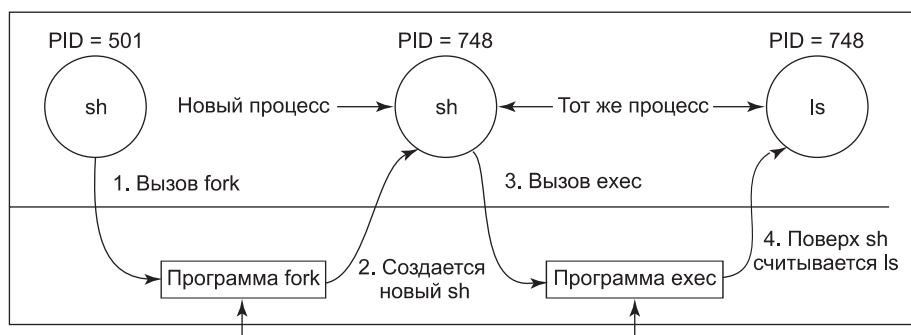 PID = 501
PID = 748
PID = 748
sh
Новый процесс
sh
Тот же процесс
ls
1. Вызов fork
3. Вызов exec
Программа fork
2. Создается
новый sh
Программа exec
4. Поверх sh
считывается ls